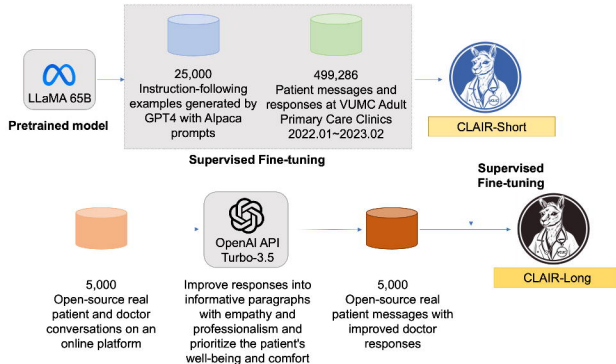 LLaMA 65B
Pretrained model
25,000
Instruction-following
examples generated by
GPT4 with Alpaca
prompts
499,286
Patient messages and
responses at VUMC Adult
Primary Care Clinics
2022.01~2023.02
Supervised Fine-tuning
CLAIR-Short
5,000
Open-source real
patient and doctor
conversations on an
online platform
OpenAI API
Turbo-3.5
Improve responses into
informative paragraphs
with empathy and
professionalism and
prioritize the patient's
well-being and comfort
5,000
Open-source real
patient messages with
improved doctor
responses
Supervised
Fine-tuning
CLAIR-Long